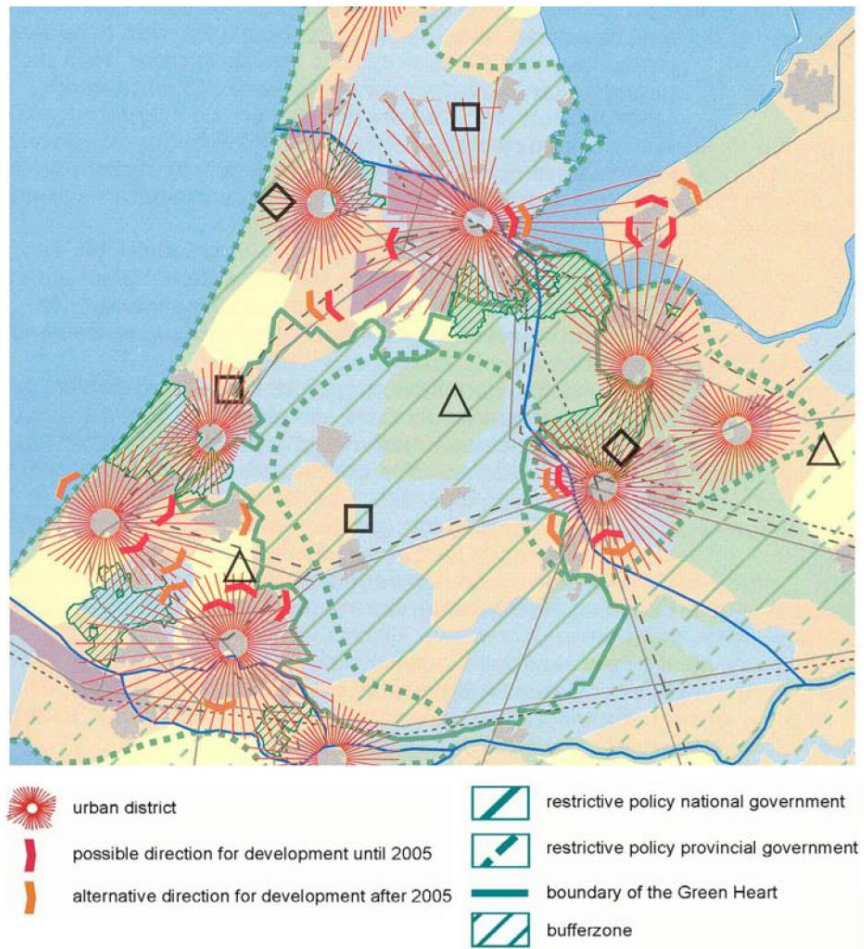 urban district
possible direction for development until 2005
alternative direction for development after 2005
restrictive policy national government
restrictive policy provincial government
boundary of the Green Heart
bufferzone